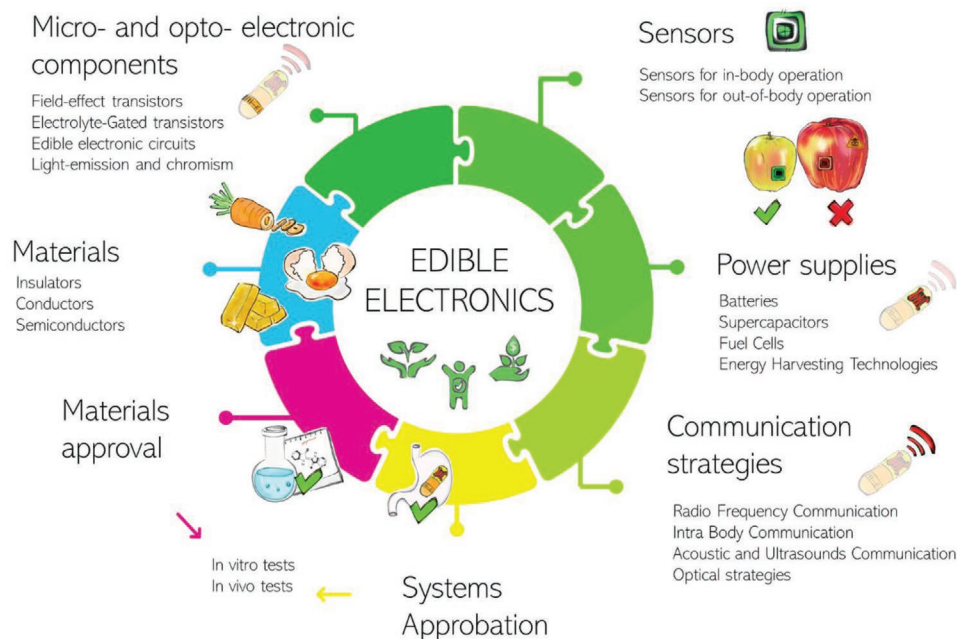 Micro- and opto- electronic
components
Field-effect transistors
Electrolyte-Gated transistors
Edible electronic circuits
Light-emission and chromism
Sensors
Sensors for in-body operation
Sensors for out-of-body operation
Materials
Insulators
Conductors
Semiconductors
EDIBLE
ELECTRONICS
Power supplies
Batteries
Supercapacitors
Fuel Cells
Energy Harvesting Technologies
Materials
approval
Communication
strategies
Radio Frequency Communication
Intra Body Communication
Acoustic and Ultrasounds Communication
Optical strategies
In vitro tests
In vivo tests
Systems
Approbation